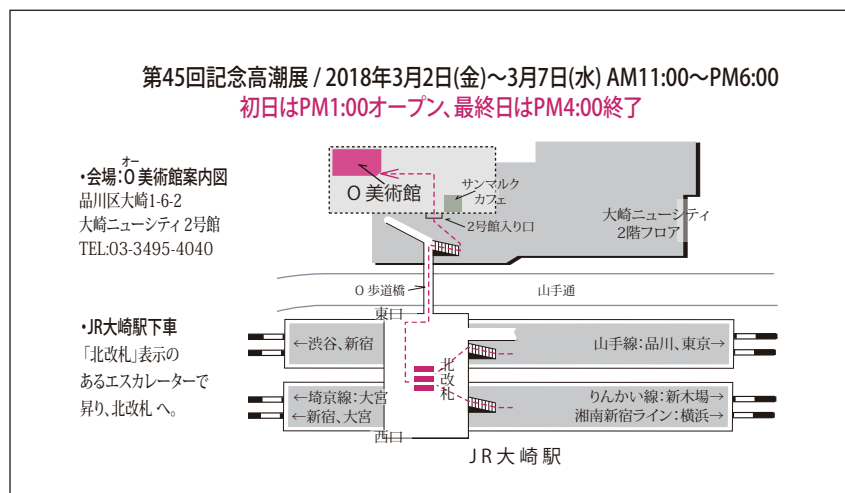 第45回記念高潮展 / 2018年3月2日(金)～3月7日(水) AM11:00～PM6:00
初日はPM1:00オープン、最終日はPM4:00終了
オー
・会場：O 美術館案内図
品川区大崎1-6-2
大崎ニューシティ 2号館
TEL:03-3495-4040
O 美術館
サンマルク
カフェ
2号館入り口
大崎ニューシティ
2階フロア
O 歩道橋
山手通
東口
・JR大崎駅下車
「北改札」表示の
あるエスカレーターで
昇り、北改札 へ。
←渋谷、新宿
山手線：品川、東京→
北改札
←埼京線：大宮
←新宿、大宮
りんかい線：新木場→
湘南新宿ライン：横浜→
西口
JR大崎駅